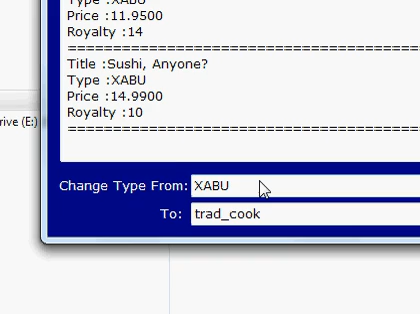 Type :XABU
Price :11.9500
Royalty :14
==========================================
Title :Sushi, Anyone?
Type :XABU
Price :14.9900
Royalty :10
==========================================
rive (E:)
Change Type From: XABU
To: trad_cook